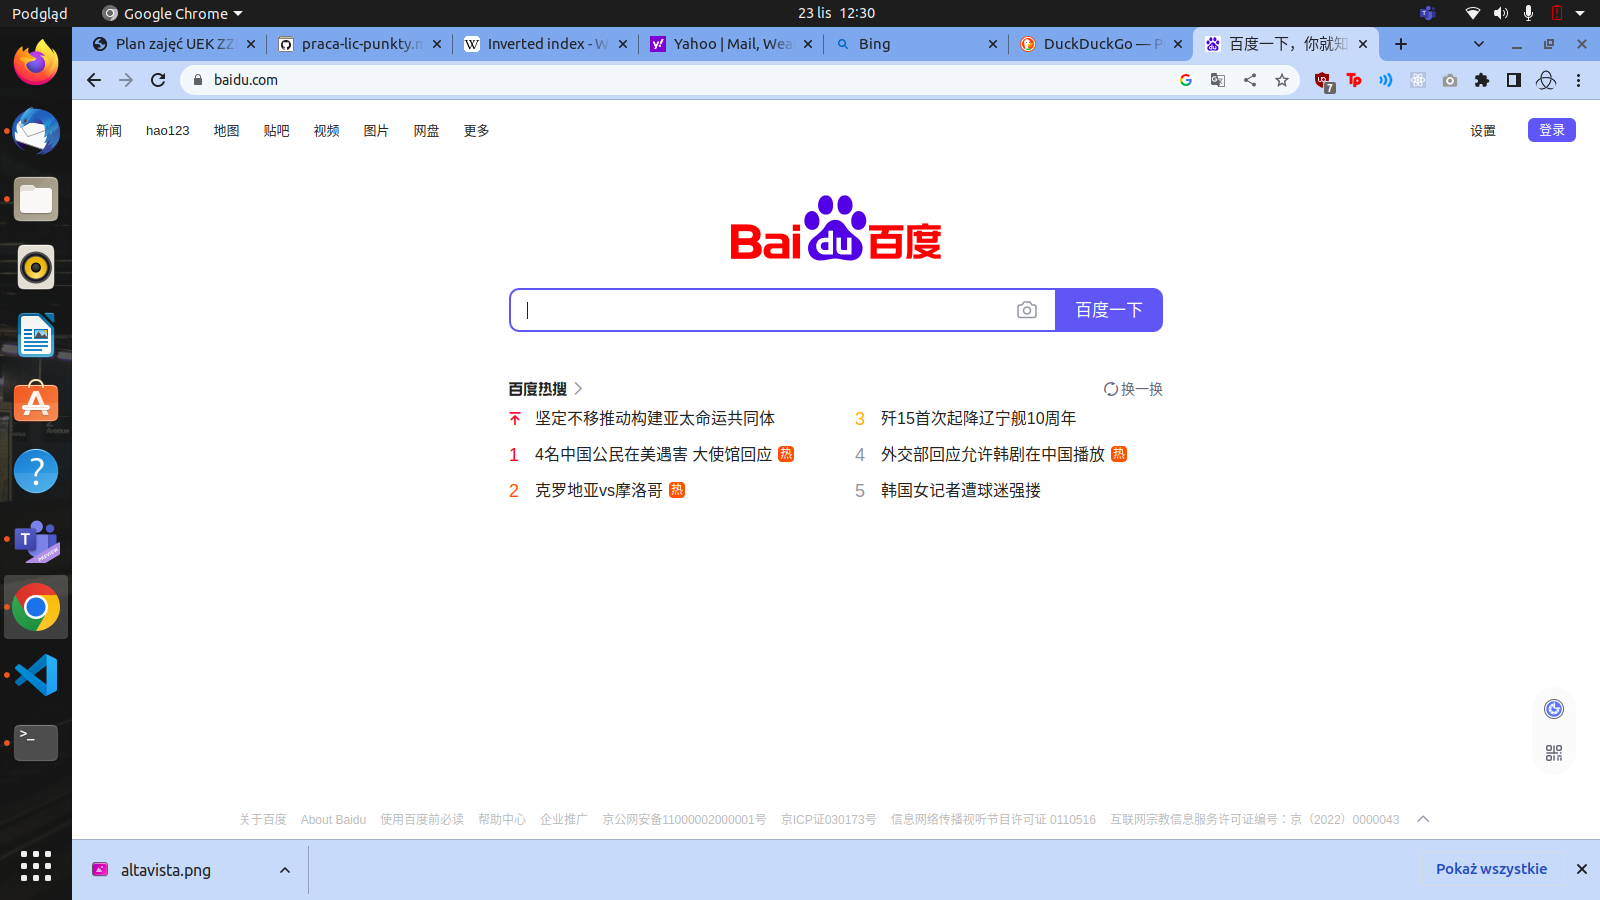 Podgląd Google Chrome 23 lis 12:30
Plan zajęć UEK ZZ praca-lic-punkty.m Inverted index - W Yahoo | Mail, Wea Bing DuckDuckGo — P 百度一下，你就知
baidu.com
7
新闻 hao123 地图 贴吧 视频 图片 网盘 更多 设置 登录
Bai du 百度
百度一下
百度热搜 换一换
坚定不移推动构建亚太命运共同体 3 歼15首次起降辽宁舰10周年
1 4名中国公民在美遇害 大使馆回应 热 4 外交部回应允许韩剧在中国播放 热
2 克罗地亚vs摩洛哥 热 5 韩国女记者遭球迷强搂
关于百度 About Baidu 使用百度前必读 帮助中心 企业推广 京公网安备11000002000001号 京ICP证030173号 信息网络传播视听节目许可证 0110516 互联网宗教信息服务许可证编号：京（2022）0000043
altavista.png Pokaż wszystkie